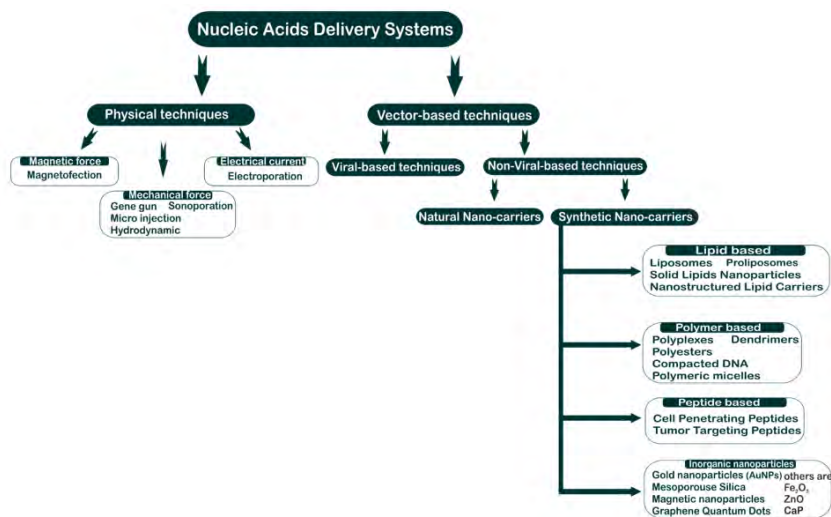 Nucleic Acids Delivery Systems
Physical techniques
Vector-based techniques
Magnetic force
Magnetofection
Electrical current
Electroporation
Viral-based techniques
Non-Viral-based techniques
Mechanical force
Gene gun Sonoporation
Micro injection
Hydrodynamic
Natural Nano-carriers
Synthetic Nano-carriers
Lipid based
Liposomes Proliposomes
Solid Lipids Nanoparticles
Nanostructured Lipid Carriers
Polymer based
Polyplexes Dendrimers
Polyesters
Compacted DNA
Polymeric micelles
Peptide based
Cell Penetrating Peptides
Tumor Targeting Peptides
Inorganic nanoparticles
Gold nanoparticles (AuNPs) others are
Mesoporouse Silica Fe₂O₃
Magnetic nanoparticles ZnO
Graphene Quantum Dots CaP